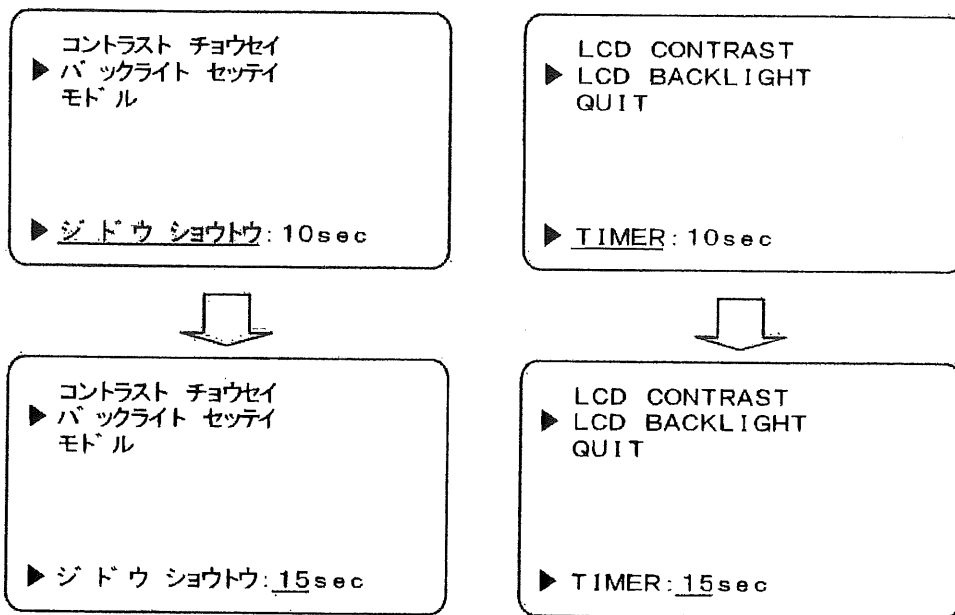 コントラスト チョウセイ
▶ バックライト セッテイ
モドル
▶ ジドウ ショウトウ: 10sec
LCD CONTRAST
▶ LCD BACKLIGHT
QUIT
▶ TIMER: 10sec
コントラスト チョウセイ
▶ バックライト セッテイ
モドル
▶ ジドウ ショウトウ: 15sec
LCD CONTRAST
▶ LCD BACKLIGHT
QUIT
▶ TIMER: 15sec